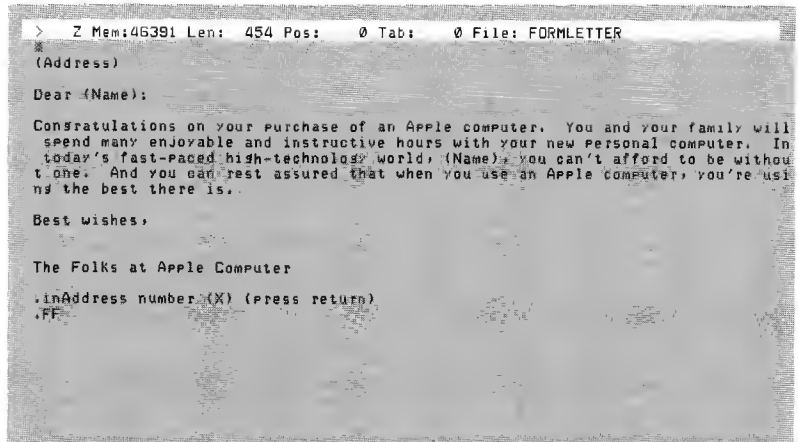 > Z Mem:46391 Len: 454 Pos: 0 Tab: 0 File: FORMLETTER
(Address)
Dear (Name):
Congratulations on your purchase of an Apple computer. You and your family will
spend many enjoyable and instructive hours with your new personal computer. In
today's fast-paced high-technology world, (Name), you can't afford to be withou
t one. And you can rest assured that when you use an Apple computer, you're usi
ng the best there is.
Best wishes,
The Folks at Apple Computer
.inAddress number (X) (press return)
.FF